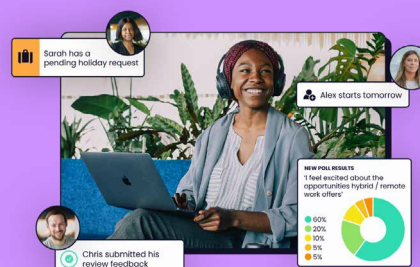 Sarah has a
pending holiday request
Alex starts tomorrow
NEW POLL RESULTS
'I feel excited about the
opportunities hybrid / remote
work offers'
60%
20%
10%
5%
5%
Chris submitted his
review feedback